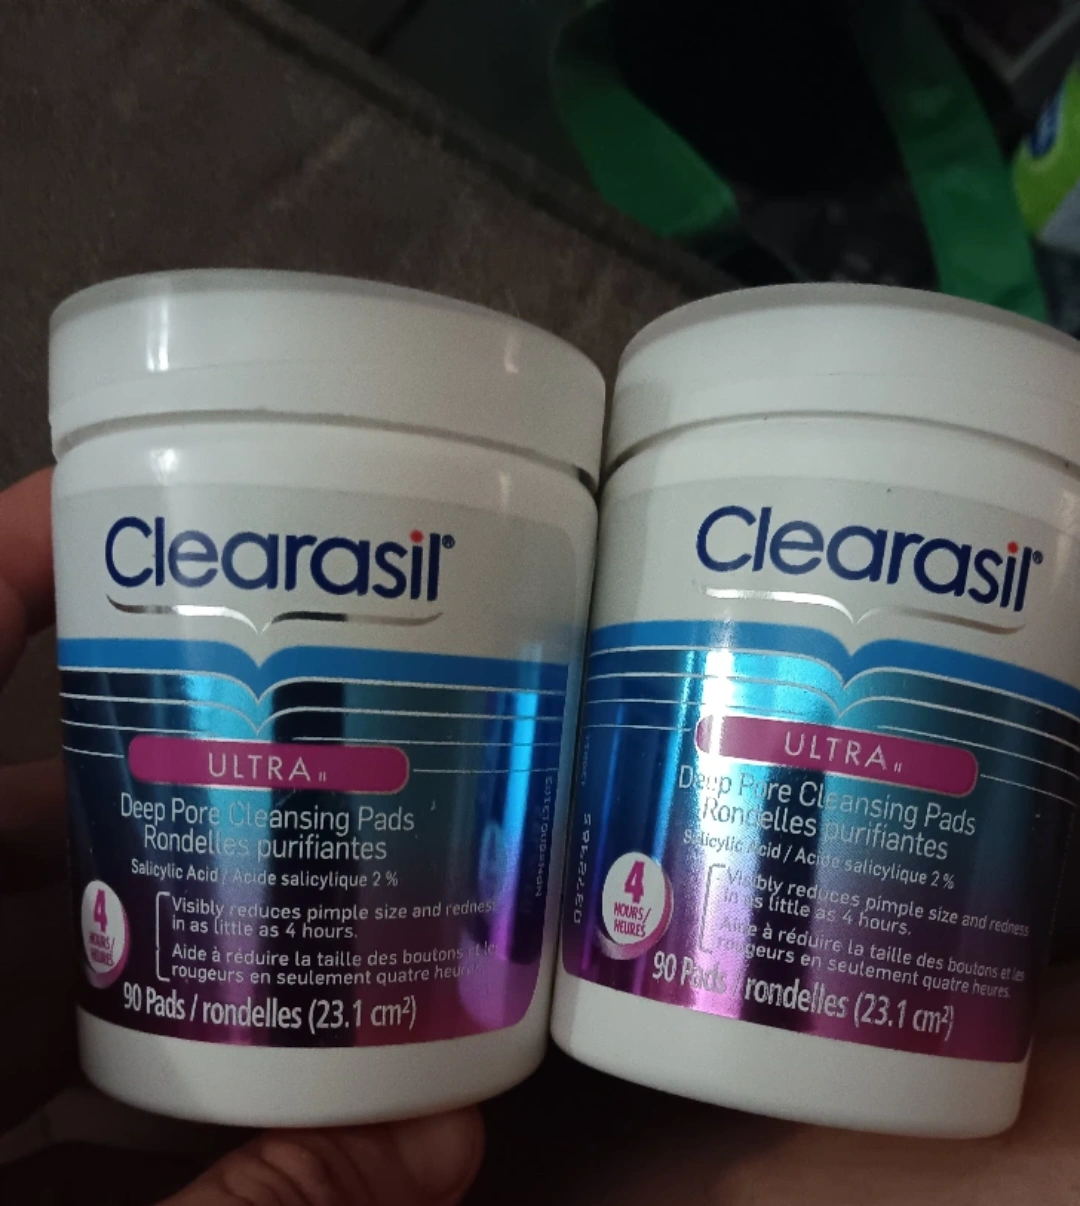 Clearasil®
ULTRA
Deep Pore Cleansing Pads
Rondelles purifiantes
Salicylic Acid / Acide salicylique 2 %
4
HOURS/
HEURES
Visibly reduces pimple size and redness
in as little as 4 hours.
Aide à réduire la taille des boutons et le
rougeurs en seulement quatre heures
90 Pads / rondelles (23.1 cm²)
Clearasil®
ULTRA
Deep Pore Cleansing Pads
Rondelles purifiantes
Salicylic Acid / Acide salicylique 2 %
4
HOURS/
HEURES
Visibly reduces pimple size and redness
in as little as 4 hours.
Aide à réduire la taille des boutons et les
rougeurs en seulement quatre heures.
90 Pads / rondelles (23.1 cm²)